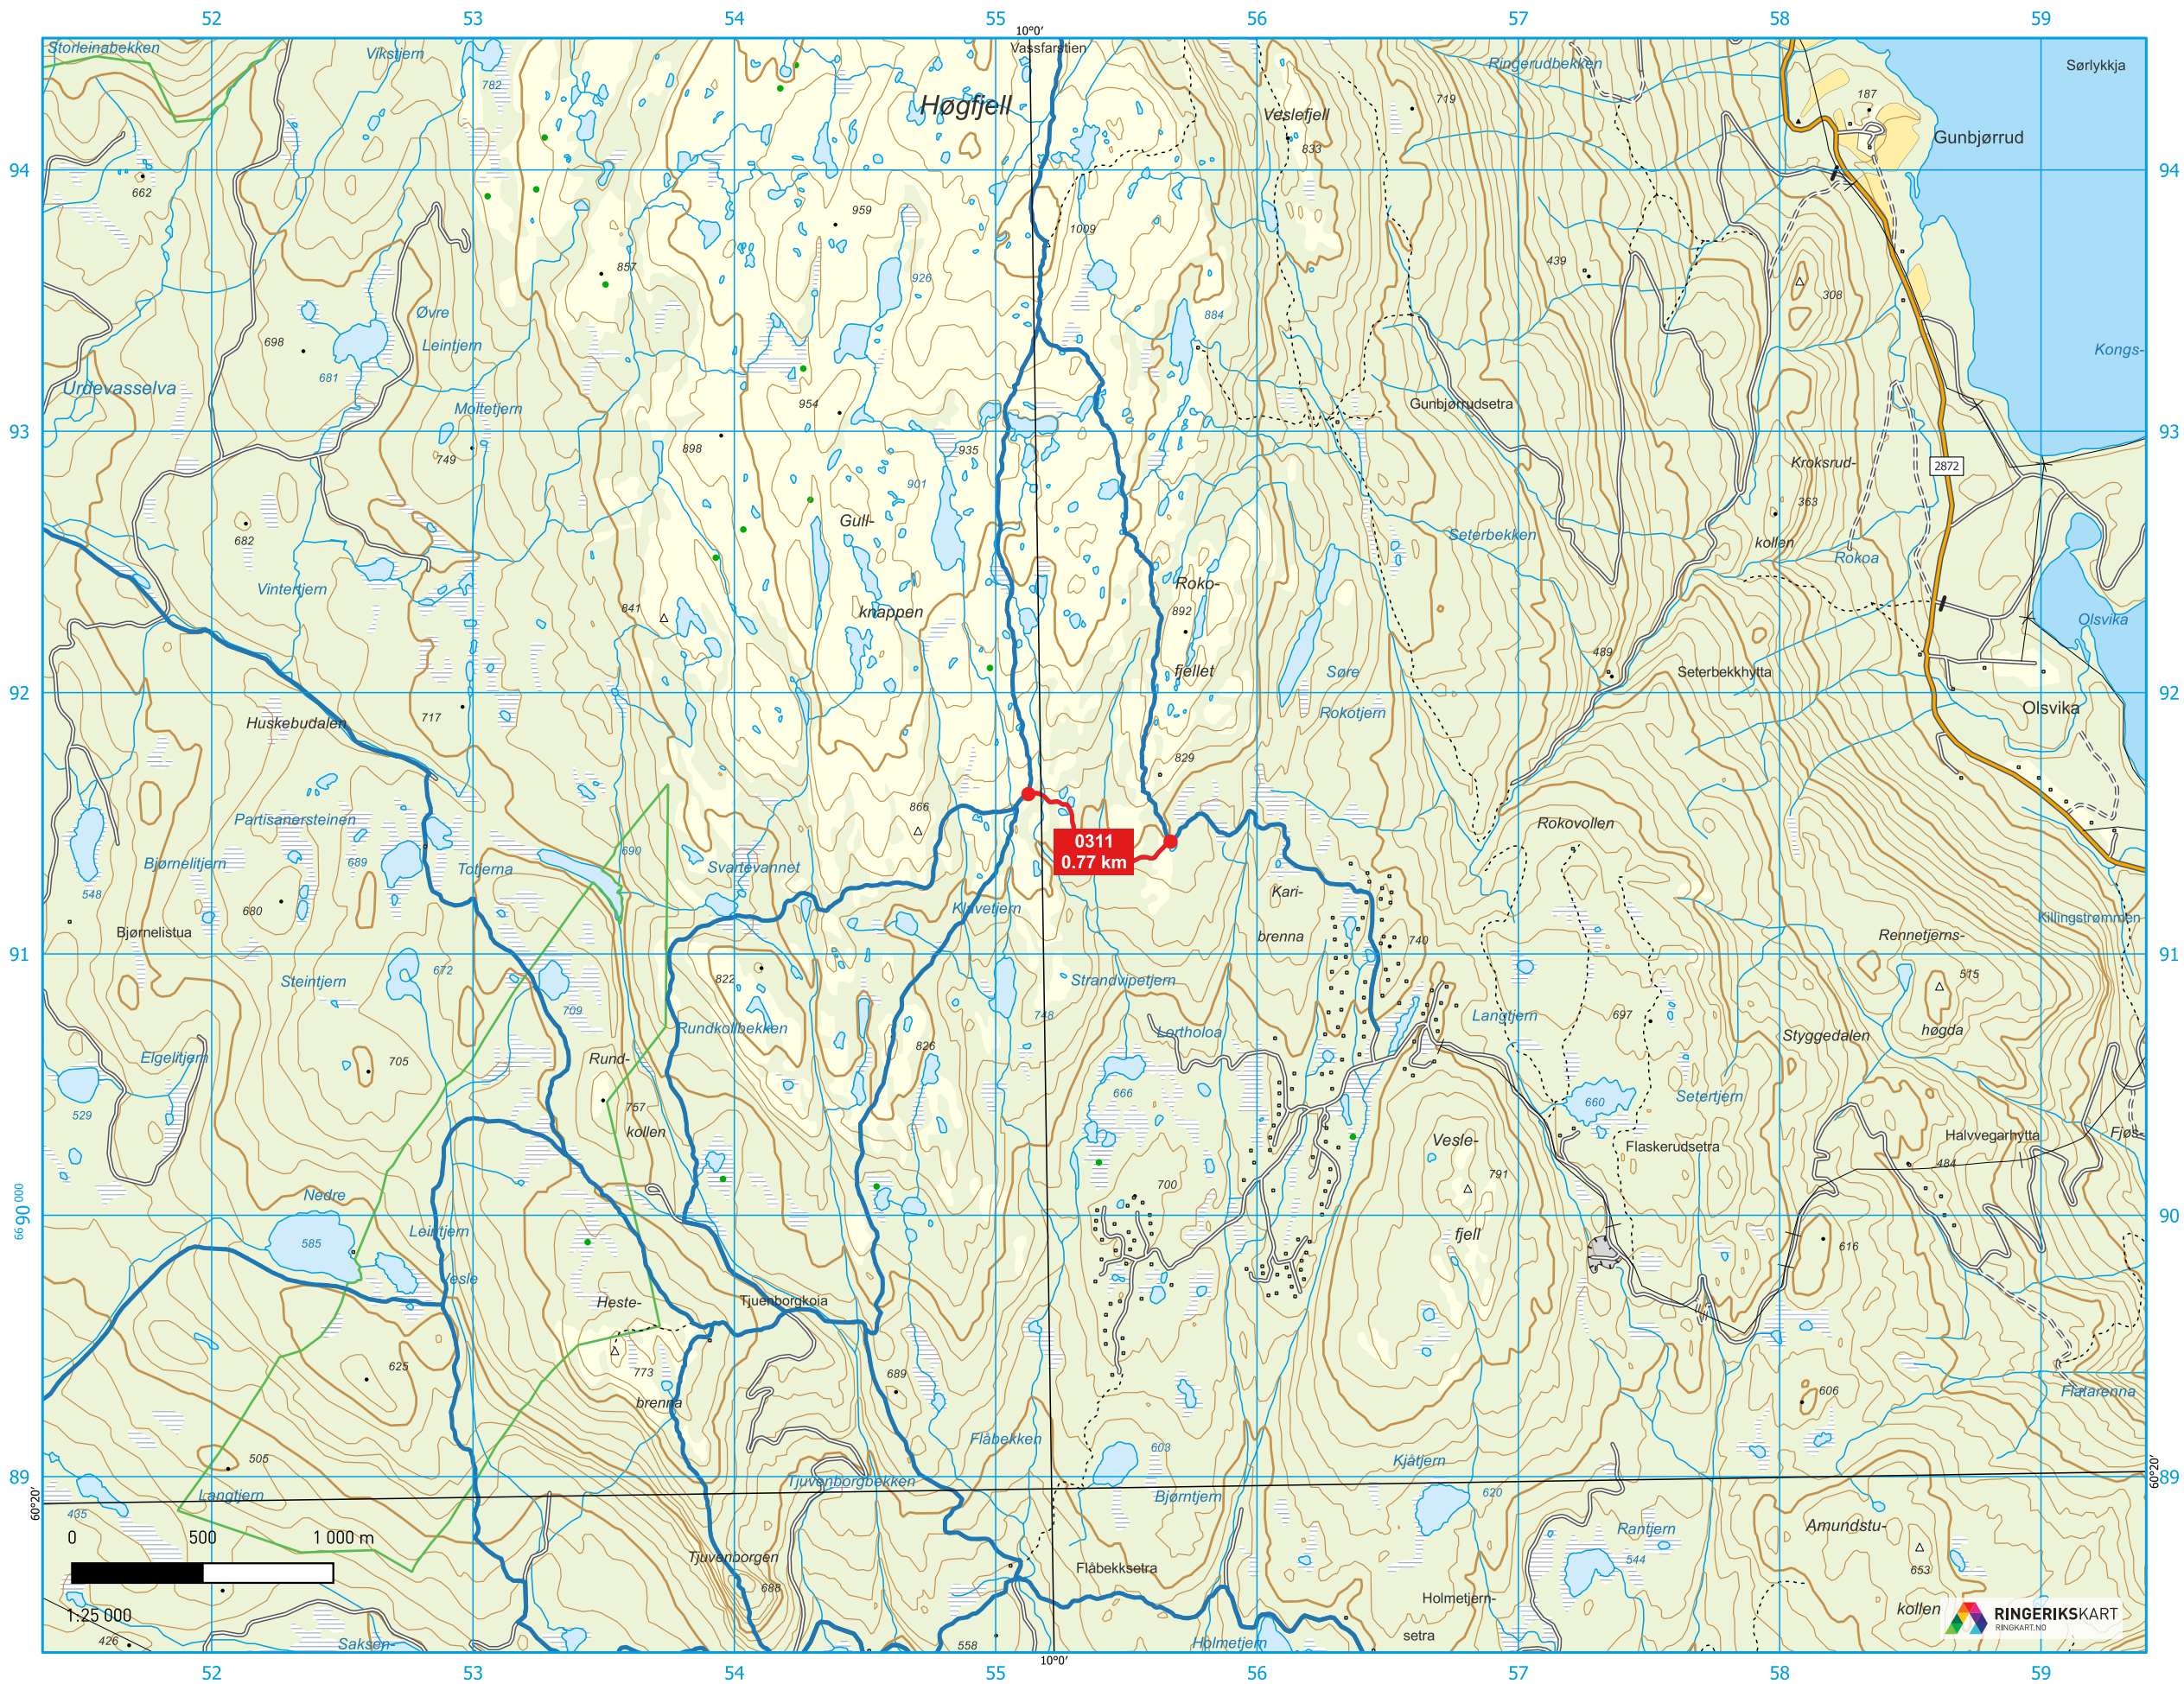 52 53 54 55 56 57 58 59
10°0'
Vassfarstien
Storleinabekken
Vikstjern
782
Høgfjell
Veslefjell
833
719
Ringerudbekken
Sørlykkja
187
Gunbjørrud
94
94
662
959
1009
857
926
439
308
Øvre
Leintjern
698
681
884
Kongs-
Urdevasselva
Moltetjern
954
Gunbjørrudsetra
93
93
749
898
935
901
Kroksrud-
kollen
363
2872
682
Gull-
knappen
Seterbekken
Rokoa
Vintertjern
841
Roko-
892
fjellet
Olsvika
489
Søre
Rokotjern
Seterbekkhytta
92
92
Huskebudalen
717
Olsvika
829
866
Partisanersteinen
Bjørnelitjern
689
Totjerna
690
Svartevannet
0311
0.77 km
Rokovollen
548
680
Klavetjern
Kari-
brenna
740
Killingstrømmen
Bjørnelistua
Rennetjerns-
høgda
515
91
91
Steintjern
672
709
822
Strandvipetjern
748
Rundkollbekken
Lortholoa
Langtjern
697
Styggedalen
Elgelitjern
529
705
Rund-
757
kollen
826
666
660
Setertjern
Vesle-
791
fjell
Flaskerudsetra
Halvvegarhytta
484
Fjøs-
700
66 90 000
90
Nedre
Leintjern
585
Vesle
616
Heste-
Tjuenborgkoia
773
brenna
625
689
606
Flatarenna
505
Flåbekken
603
Kjåtjern
89
89
60°20'
60°20'
Langtjern
435
Tjuvenborgbekken
Bjørntjern
620
Rantjern
544
Amundstu-
653
kollen
0 500 1 000 m
1:25 000
Tjuvenborgen
688
Flåbekksetra
Holmetjern-
setra
426
Saksen-
558
Holmetjern
RINGERIKSKART
RINGKART.NO
10°0'
52 53 54 55 56 57 58 59